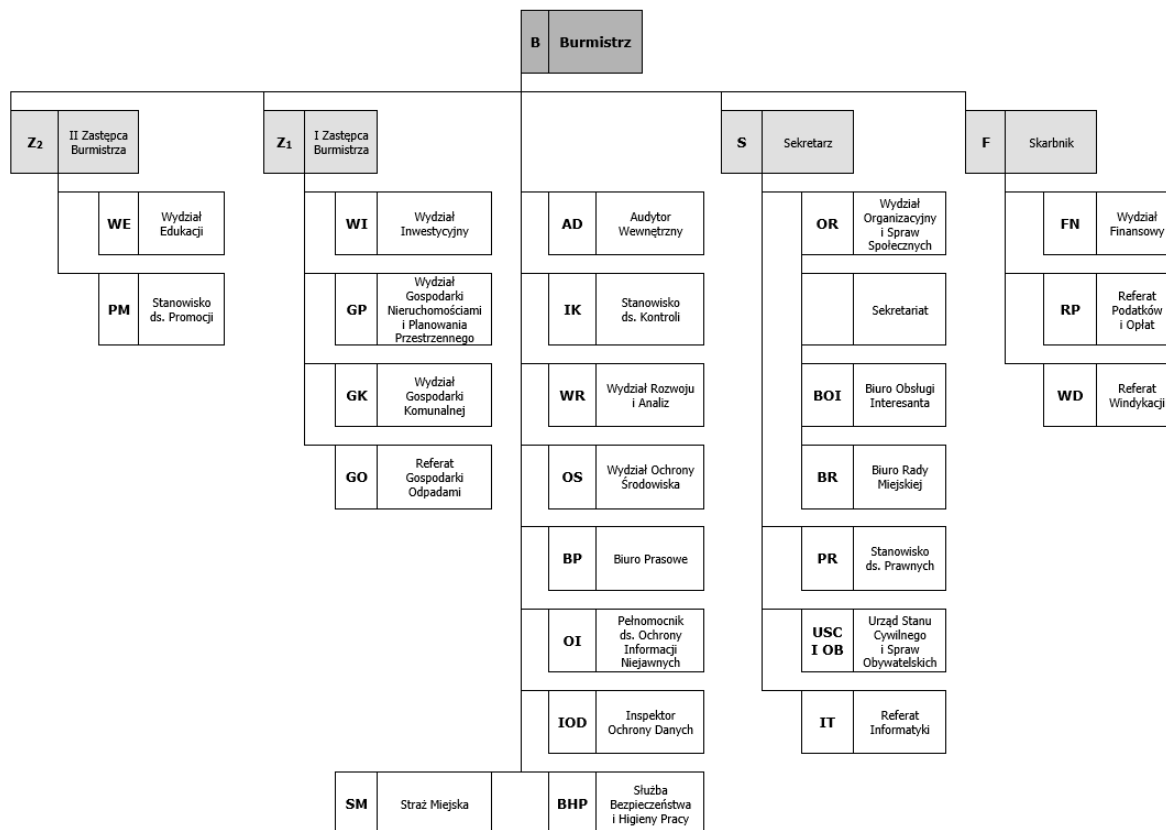 B
Burmistrz
Z2
II Zastępca
Burmistrza
Z1
I Zastępca
Burmistrza
S
Sekretarz
F
Skarbnik
WE
Wydział
Edukacji
PM
Stanowisko
ds. Promocji
WI
Wydział
Inwestycyjny
GP
Wydział
Gospodarki
Nieruchomościami
i Planowania
Przestrzennego
GK
Wydział
Gospodarki
Komunalnej
GO
Referat
Gospodarki
Odpadami
AD
Audytor
Wewnętrzny
IK
Stanowisko
ds. Kontroli
WR
Wydział Rozwoju
i Analiz
OS
Wydział Ochrony
Środowiska
BP
Biuro Prasowe
OI
Pełnomocnik
ds. Ochrony
Informacji
Niejawnych
IOD
Inspektor
Ochrony Danych
SM
Straż Miejska
BHP
Służba
Bezpieczeństwa
i Higieny Pracy
OR
Wydział
Organizacyjny
i Spraw
Społecznych
Sekretariat
BOI
Biuro Obsługi
Interesanta
BR
Biuro Rady
Miejskiej
PR
Stanowisko
ds. Prawnych
USC
I OB
Urząd Stanu
Cywilnego
i Spraw
Obywatelskich
IT
Referat
Informatyki
FN
Wydział
Finansowy
RP
Referat
Podatków
i Opłat
WD
Referat
Windykacji